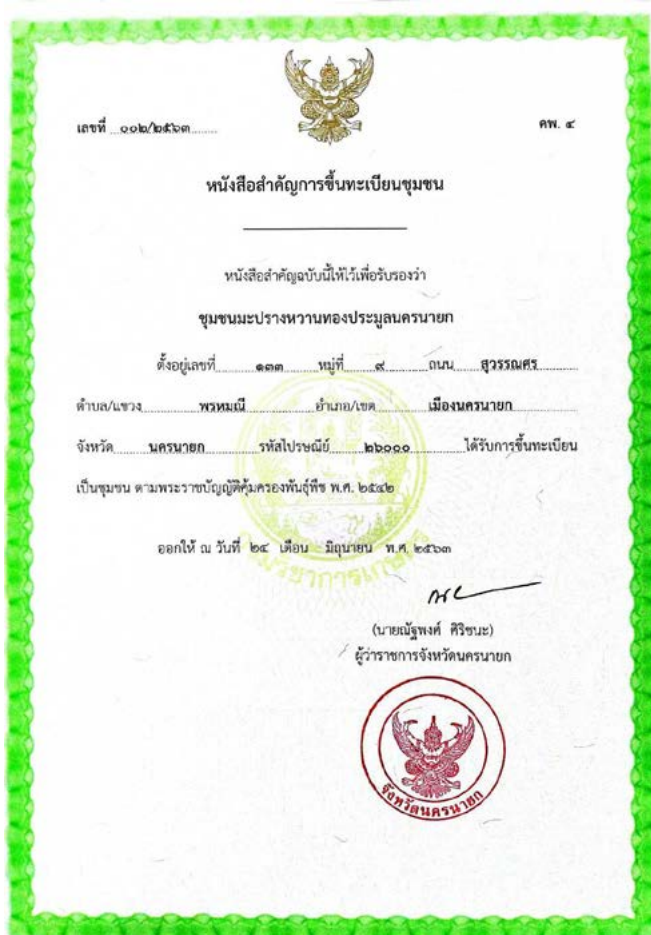 เลขที่ ๐๐๒/๒๕๖๓
คพ. ๔
หนังสือสำคัญการขึ้นทะเบียนชุมชน
หนังสือสำคัญฉบับนี้ให้ไว้เพื่อรับรองว่า
ชุมชนมะปรางหวานทองประมูลนครนายก
ตั้งอยู่เลขที่ ๑๓๓ หมู่ที่ ๙ ถนน สุวรรณศร
ตำบล/แขวง พรหมณี อำเภอ/เขต เมืองนครนายก
จังหวัด นครนายก รหัสไปรษณีย์ ๒๖๐๐๐ ได้รับการขึ้นทะเบียน
เป็นชุมชน ตามพระราชบัญญัติคุ้มครองพันธุ์พืช พ.ศ. ๒๕๔๒
ออกให้ ณ วันที่ ๒๔ เดือน มิถุนายน พ.ศ. ๒๕๖๓
กรมวิชาการเกษตร
(นายณัฐพงศ์ ศิริชนะ)
ผู้ว่าราชการจังหวัดนครนายก
จังหวัดนครนายก